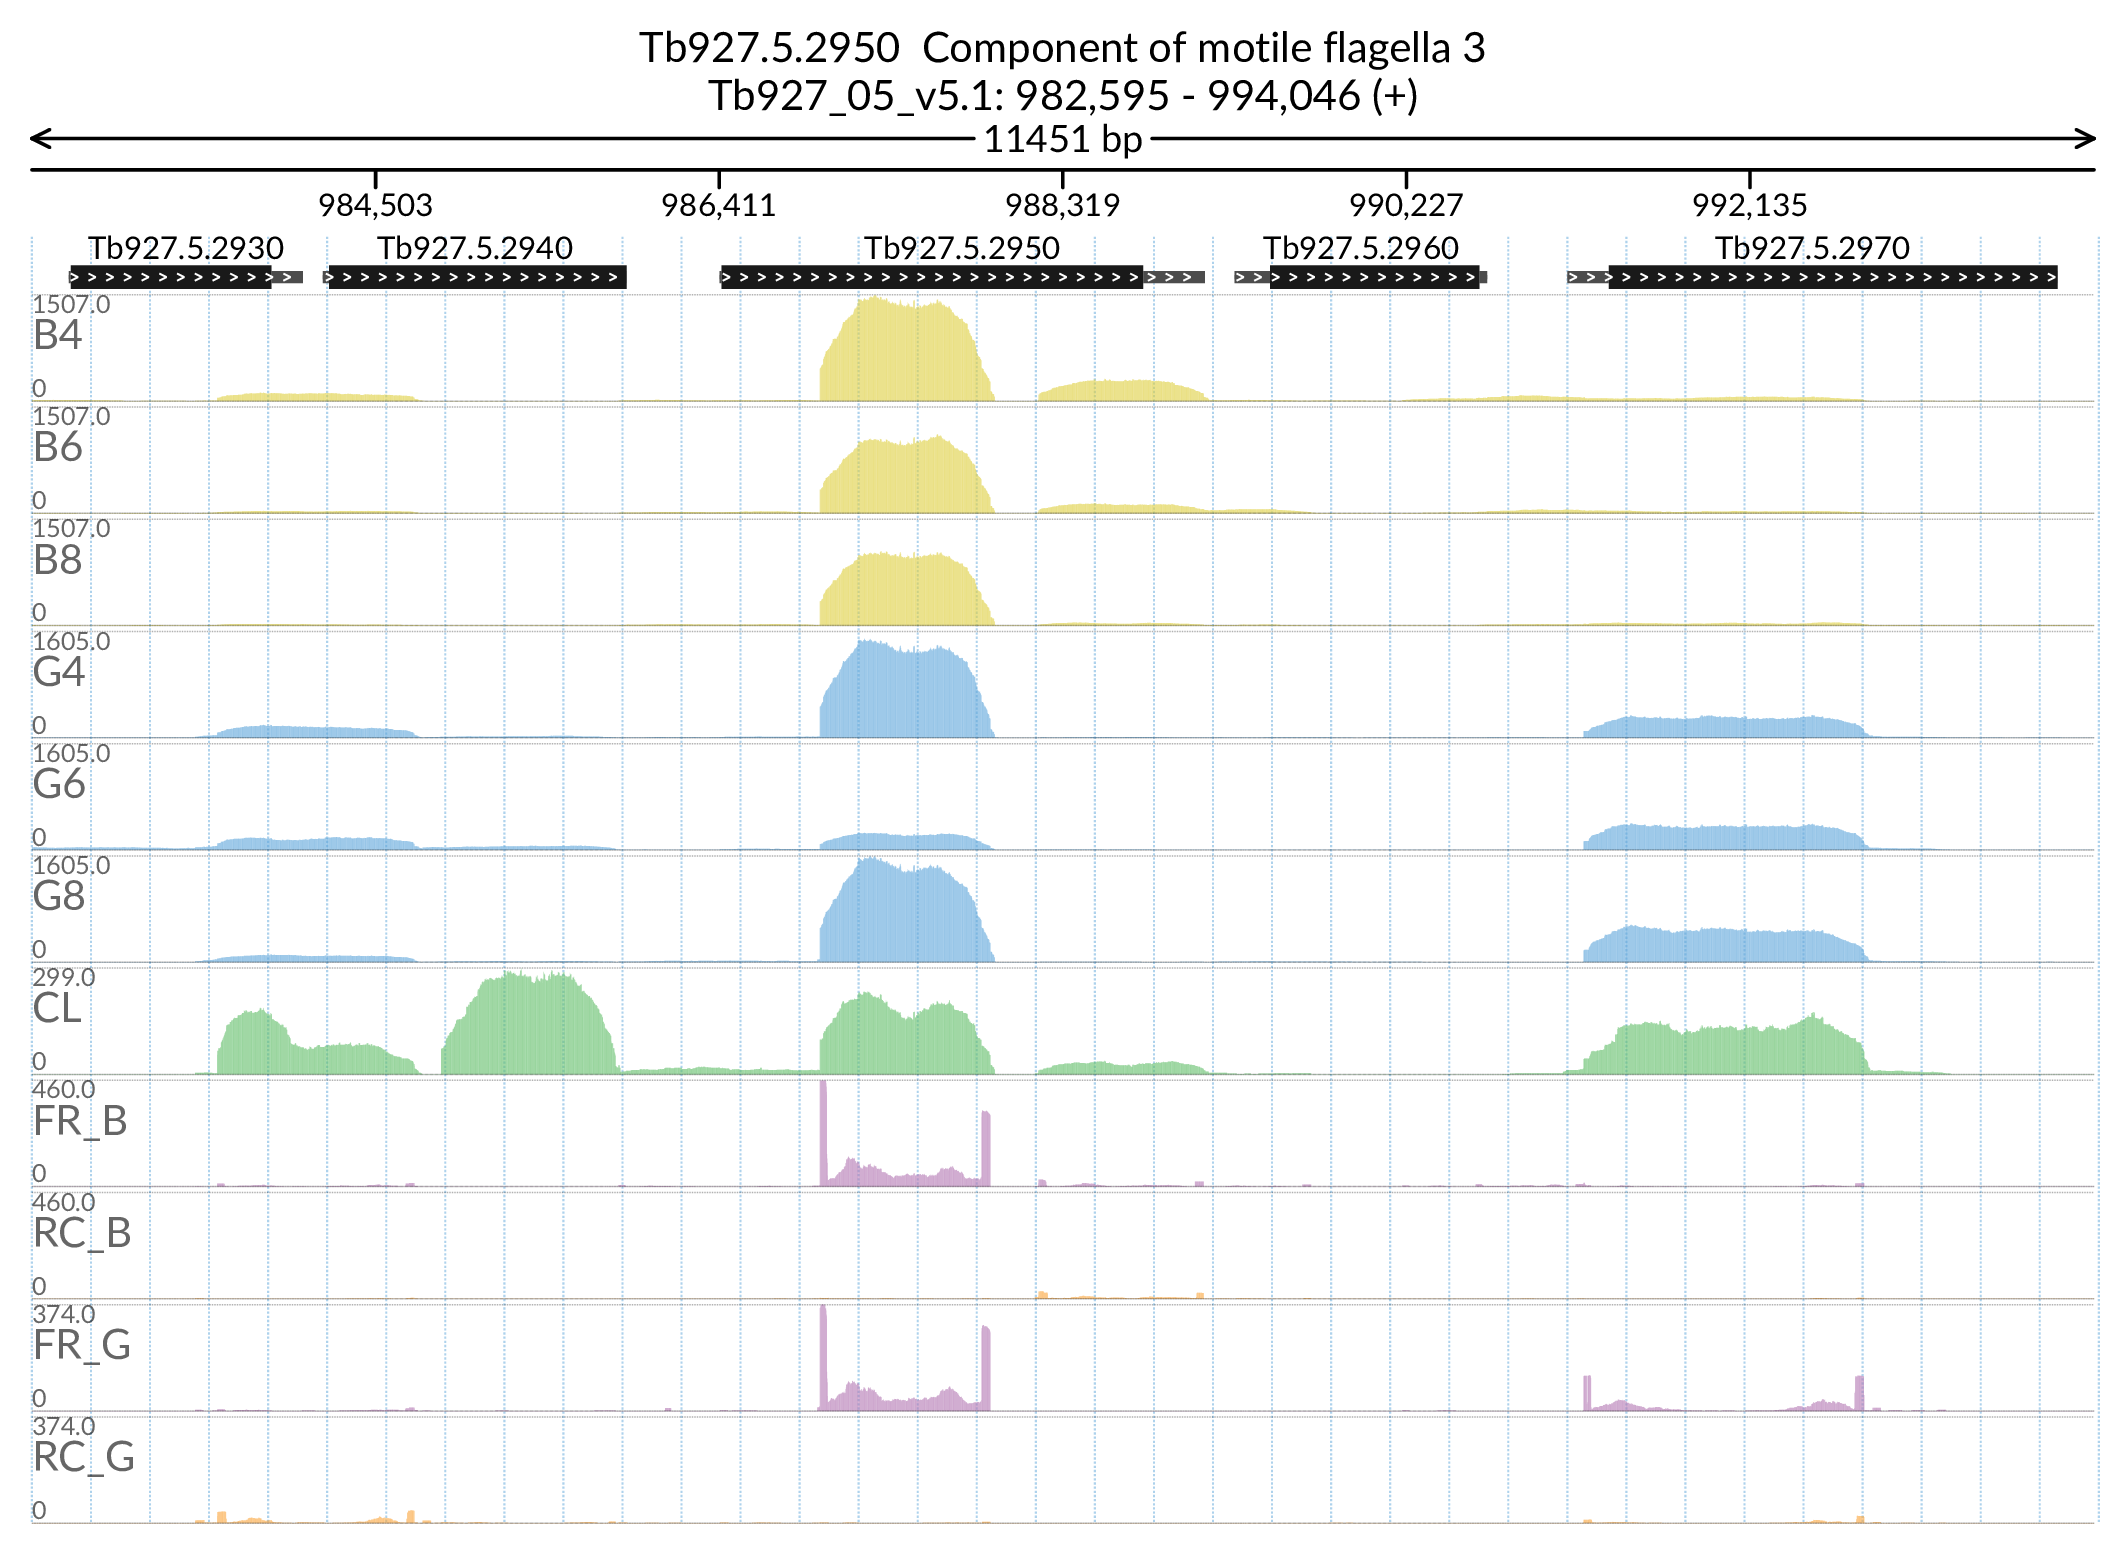 Tb927.5.2950 Component of motile flagella 3
Tb927_05_v5.1: 982,595 - 994,046 (+)
11451 bp
984,503 986,411 988,319 990,227 992,135
Tb927.5.2930 Tb927.5.2940 Tb927.5.2950 Tb927.5.2960 Tb927.5.2970
1507.0
B4
0
1507.0
B6
0
1507.0
B8
0
1605.0
G4
0
1605.0
G6
0
1605.0
G8
0
299.0
CL
0
460.0
FR_B
0
460.0
RC_B
0
374.0
FR_G
0
374.0
RC_G
0